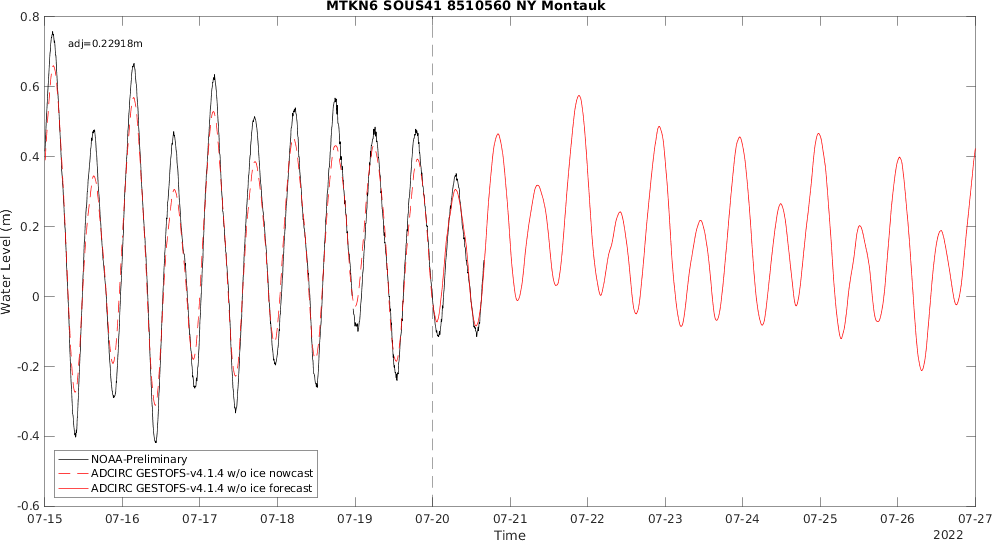 MTKN6 SOUS41 8510560 NY Montauk
adj=0.22918m
Water Level (m)
0.8
0.6
0.4
0.2
0
-0.2
-0.4
-0.6
NOAA-Preliminary
ADCIRC GESTOFS-v4.1.4 w/o ice nowcast
ADCIRC GESTOFS-v4.1.4 w/o ice forecast
07-15 07-16 07-17 07-18 07-19 07-20 07-21 07-22 07-23 07-24 07-25 07-26 07-27
Time
2022